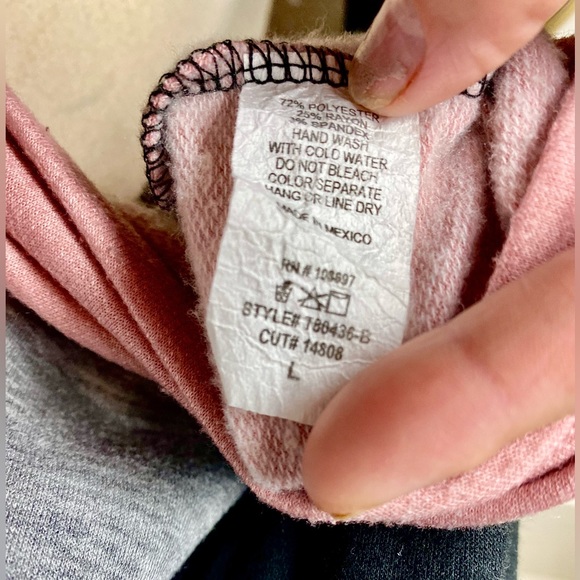 72% POLYESTER
25% RAYON
3% SPANDEX
HAND WASH
WITH COLD WATER
DO NOT BLEACH
COLOR SEPARATE
HANG OR LINE DRY
MADE IN MEXICO
RN # 108697
STYLE# T86436-B
CUT# 14808
L